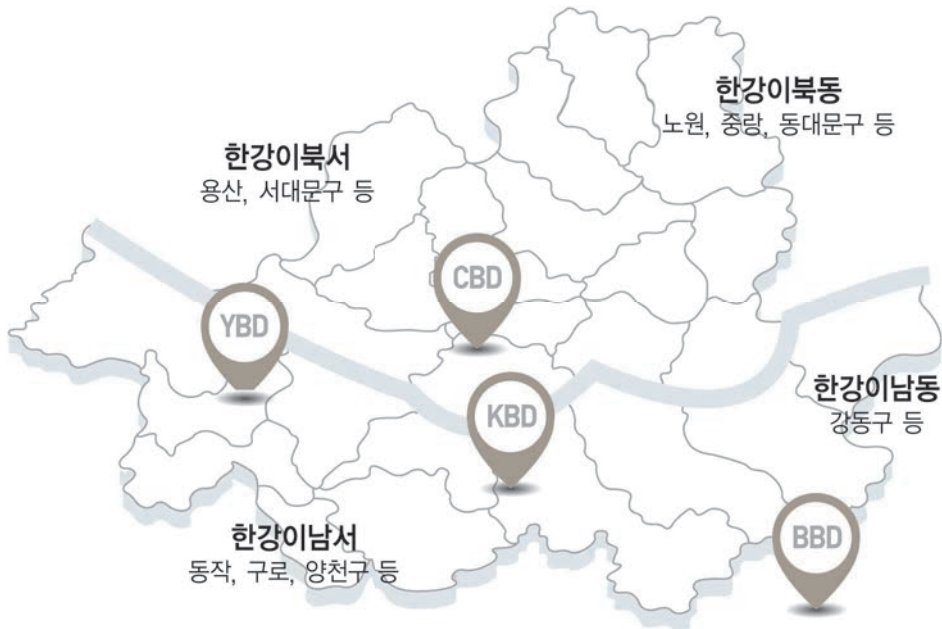 한강이북동
노원, 중랑, 동대문구 등
한강이북서
용산, 서대문구 등
CBD
YBD
KBD
한강이남동
강동구 등
한강이남서
동작, 구로, 양천구 등
BBD